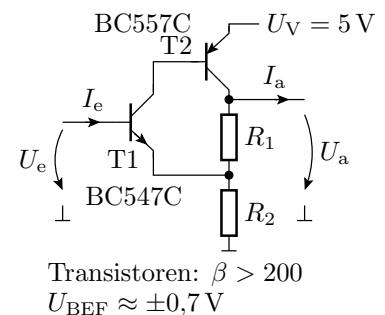 BC557C
T2
U_V = 5 V
I_e
I_a
T1
R_1
U_e
U_a
BC547C
R_2
Transistoren: β > 200
U_BEF ≈ ±0,7 V